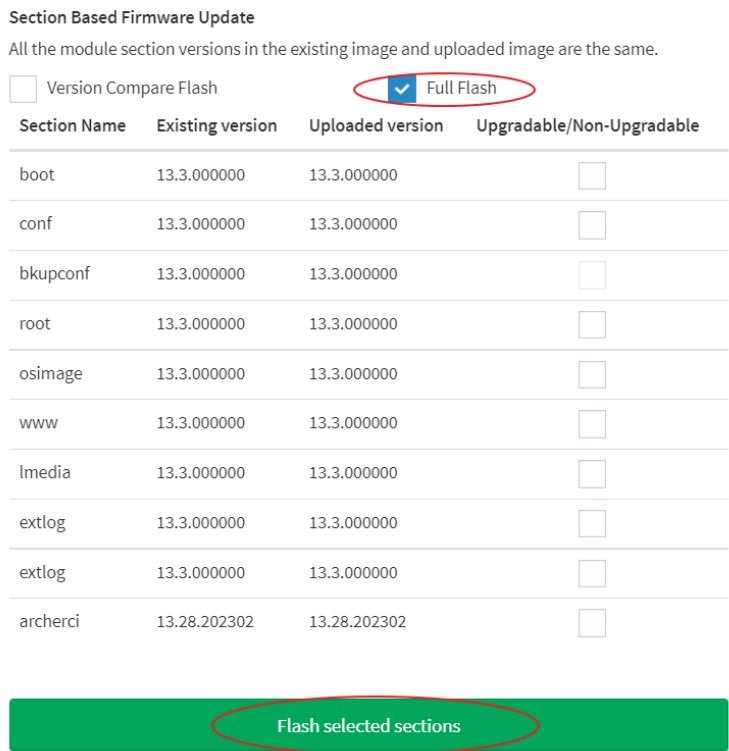 Section Based Firmware Update
All the module section versions in the existing image and uploaded image are the same.
Version Compare Flash Full Flash
Section Name Existing version Uploaded version Upgradable/Non-Upgradable
boot 13.3.000000 13.3.000000
conf 13.3.000000 13.3.000000
bkupconf 13.3.000000 13.3.000000
root 13.3.000000 13.3.000000
osimage 13.3.000000 13.3.000000
www 13.3.000000 13.3.000000
lmedia 13.3.000000 13.3.000000
extlog 13.3.000000 13.3.000000
extlog 13.3.000000 13.3.000000
archerci 13.28.202302 13.28.202302
Flash selected sections